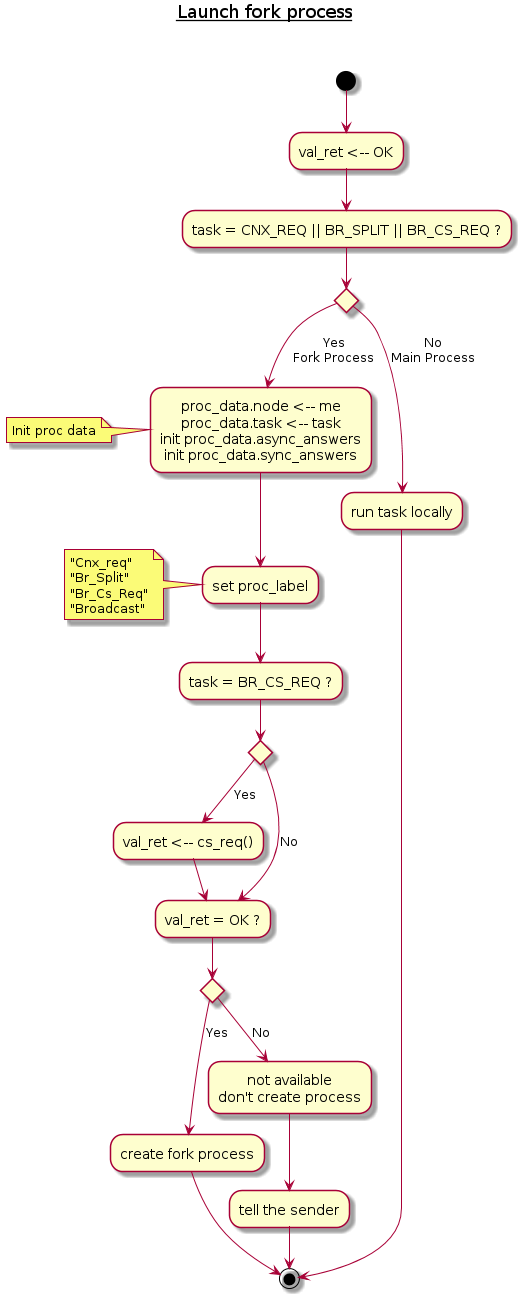 Launch fork process
val_ret <-- OK
task = CNX_REQ || BR_SPLIT || BR_CS_REQ ?
Yes
Fork Process
No
Main Process
proc_data.node <-- me
proc_data.task <-- task
init proc_data.async_answers
init proc_data.sync_answers
Init proc data
run task locally
"Cnx_req"
"Br_Split"
"Br_Cs_Req"
"Broadcast"
set proc_label
task = BR_CS_REQ ?
Yes
No
val_ret <-- cs_req()
val_ret = OK ?
Yes
No
not available
don't create process
create fork process
tell the sender